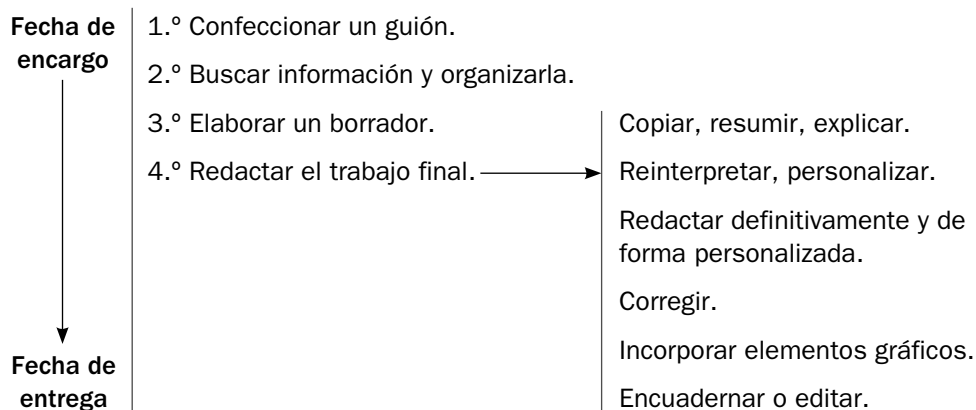 Fecha de
encargo
1.º Confeccionar un guión.
2.º Buscar información y organizarla.
3.º Elaborar un borrador.
4.º Redactar el trabajo final.
Copiar, resumir, explicar.
Reinterpretar, personalizar.
Redactar definitivamente y de
forma personalizada.
Corregir.
Incorporar elementos gráficos.
Encuadernar o editar.
Fecha de
entrega